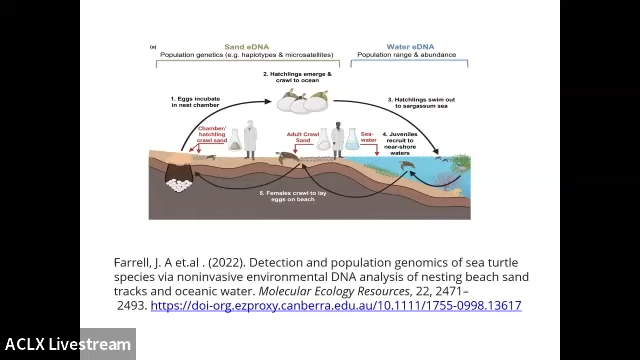 (a)
Sand eDNA
Population genetics (e.g. haplotypes & microsatellites)
Water eDNA
Population range & abundance
2. Hatchlings emerge &
crawl to ocean
1. Eggs incubate
in nest chamber
3. Hatchlings swim out
to sargassum sea
Chamber/
hatchling
crawl sand
Adult Crawl
Sand
Sea-
water
4. Juveniles
recruit to
near-shore
waters
5. Females crawl to lay
eggs on beach
Farrell, J. A et.al . (2022). Detection and population genomics of sea turtle
species via noninvasive environmental DNA analysis of nesting beach sand
tracks and oceanic water. Molecular Ecology Resources, 22, 2471–
2493. https://doi-org.ezproxy.canberra.edu.au/10.1111/1755-0998.13617
ACLX Livestream